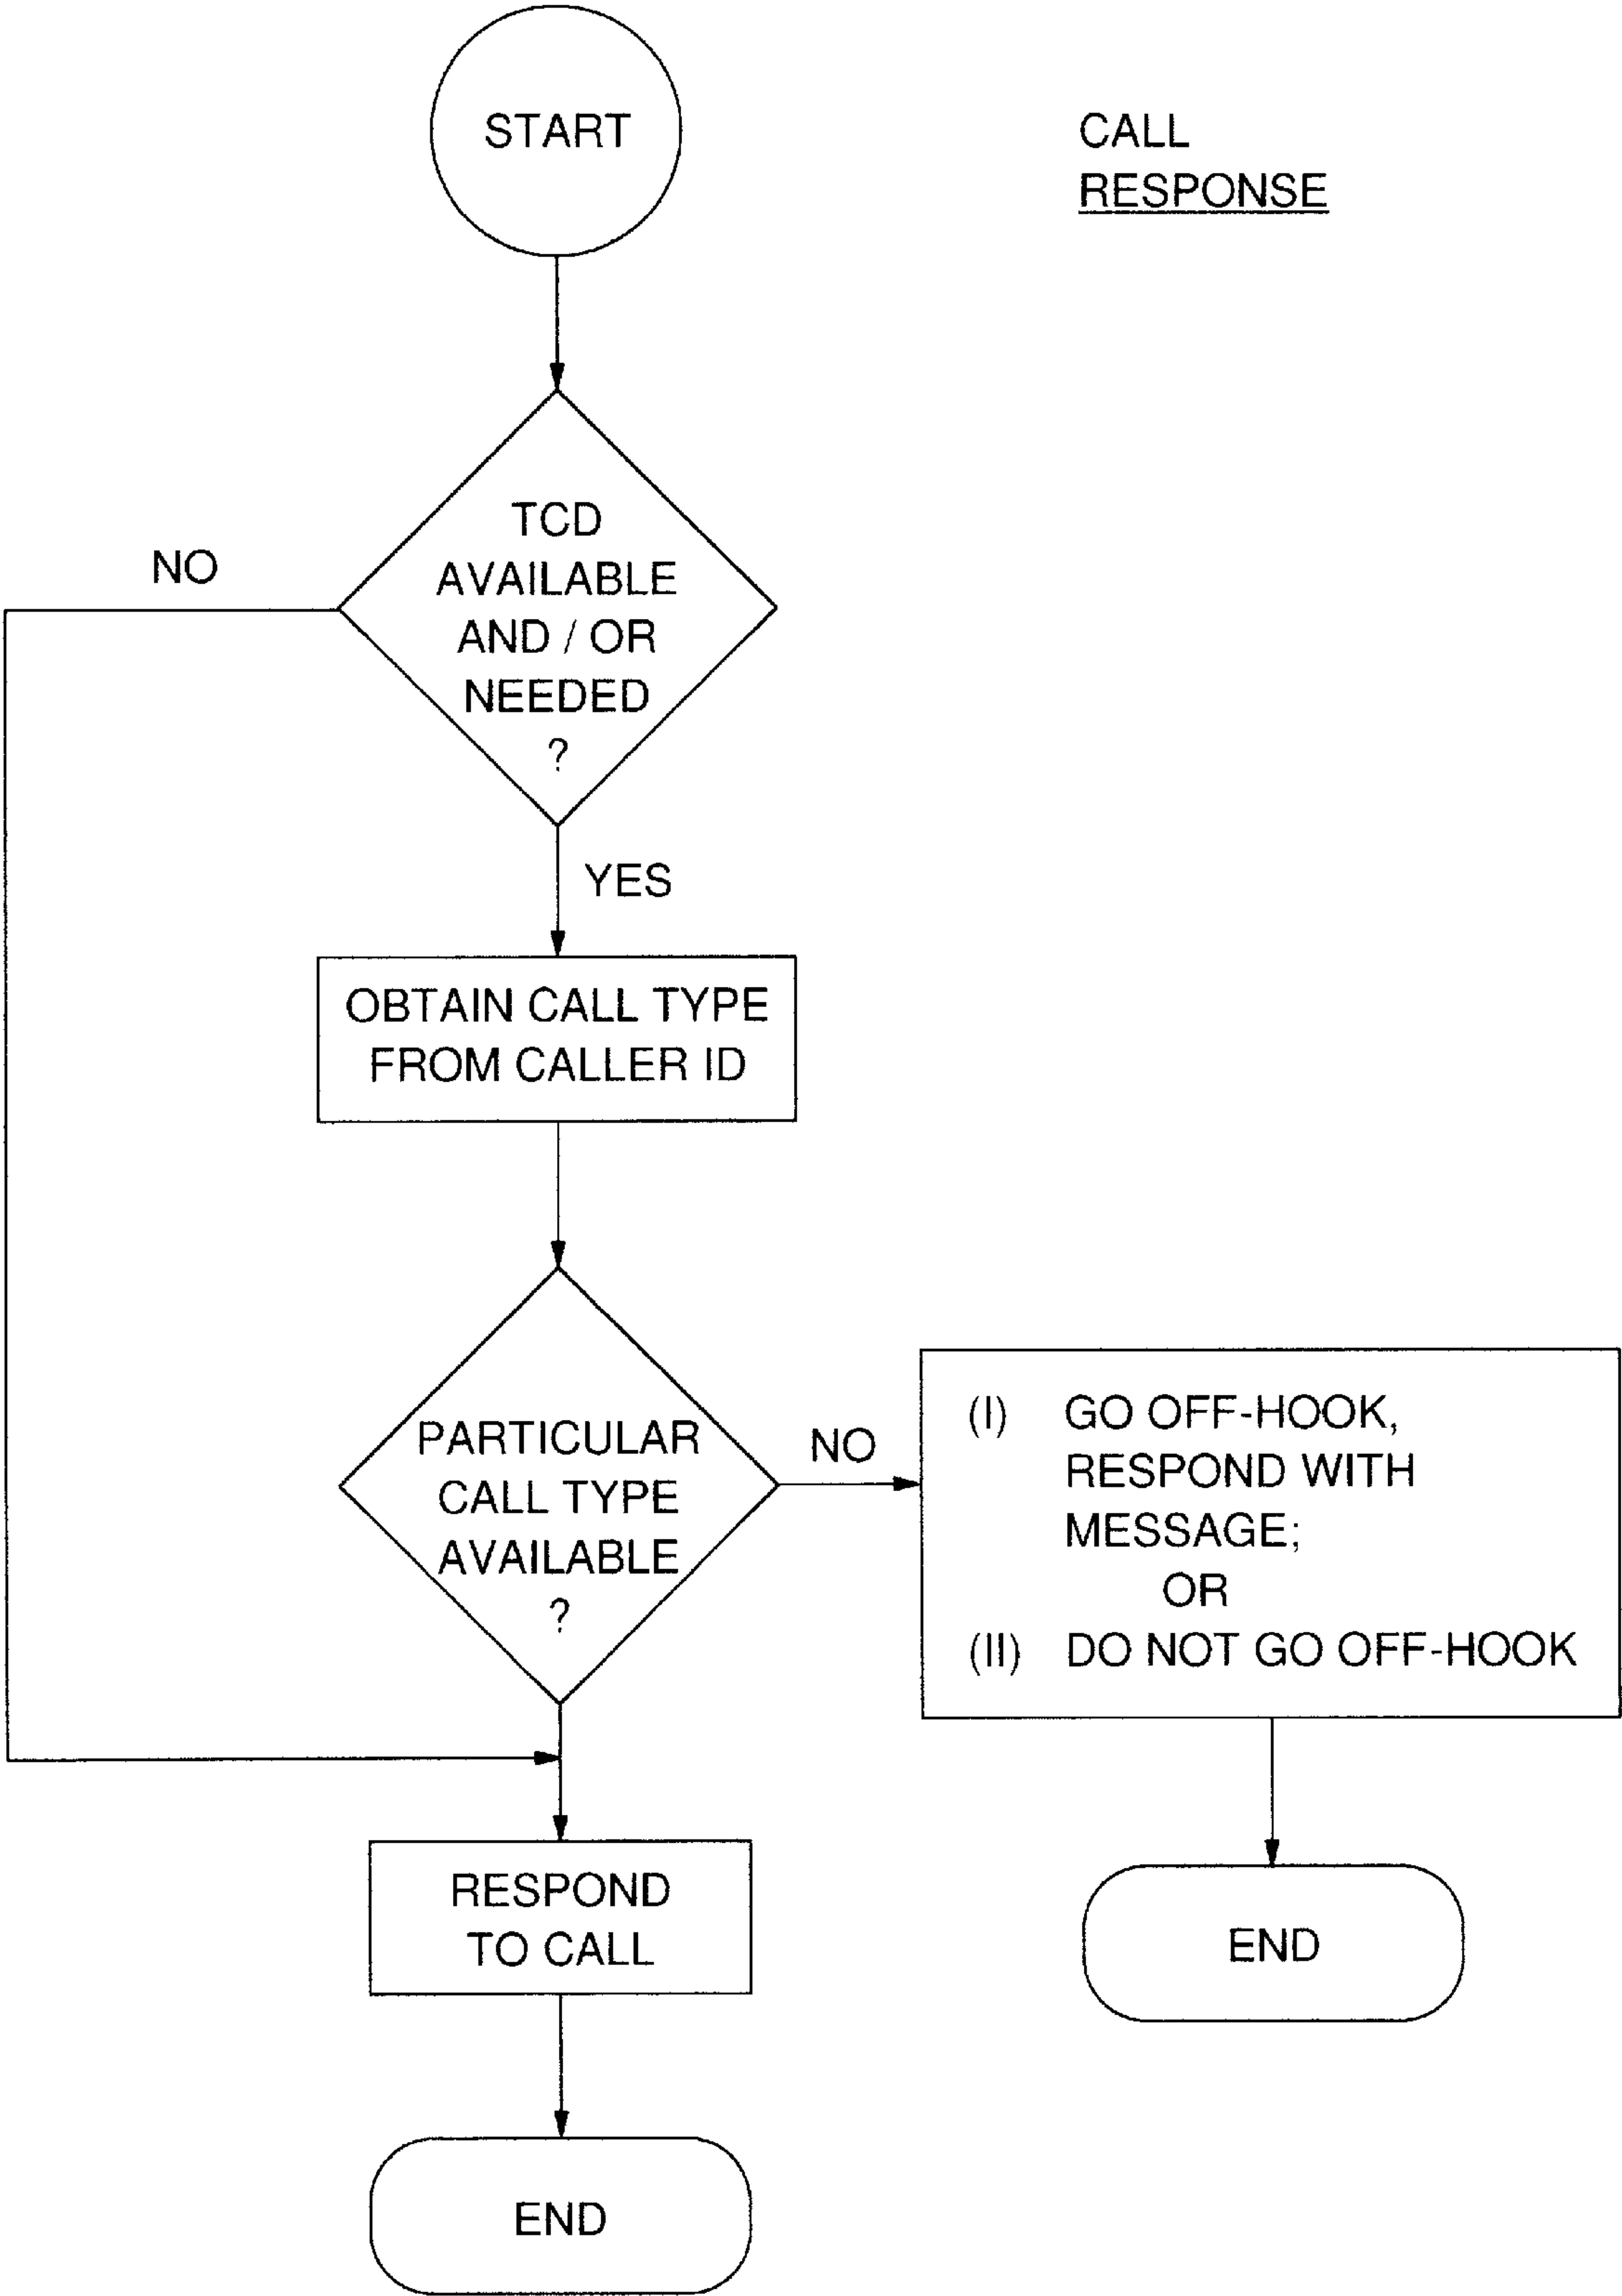 START
CALL
RESPONSE
TCD
AVAILABLE
AND / OR
NEEDED
?
NO
YES
OBTAIN CALL TYPE
FROM CALLER ID
PARTICULAR
CALL TYPE
AVAILABLE
?
NO
(I) GO OFF-HOOK,
RESPOND WITH
MESSAGE;
OR
(II) DO NOT GO OFF-HOOK
RESPOND
TO CALL
END
END